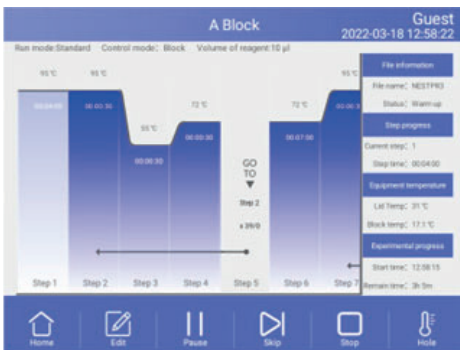 A Block
Guest
2022-03-18 12:58:22
Run mode:Standard Control mode: Block Volume of reagent:10 μl
95 ℃ 95 ℃ 55 ℃ 72 ℃ 72 ℃ 95 ℃
00:04:00 00:00:30 00:00:30 00:00:30 00:07:00 00:00:3
GO
TO
Step 2
x 39/0
Step 1 Step 2 Step 3 Step 4 Step 5 Step 6 Step 7
File information
File name: NESTPR3
Status: Warm up
Step progress
Current step: 1
Step time: 00:04:00
Equipment temperature
Lid Temp: 31 ℃
Block temp: 17.1 ℃
Experimental progress
Start time: 12:58:15
Remain time: 3h 5m
Home Edit Pause Skip Stop Hole